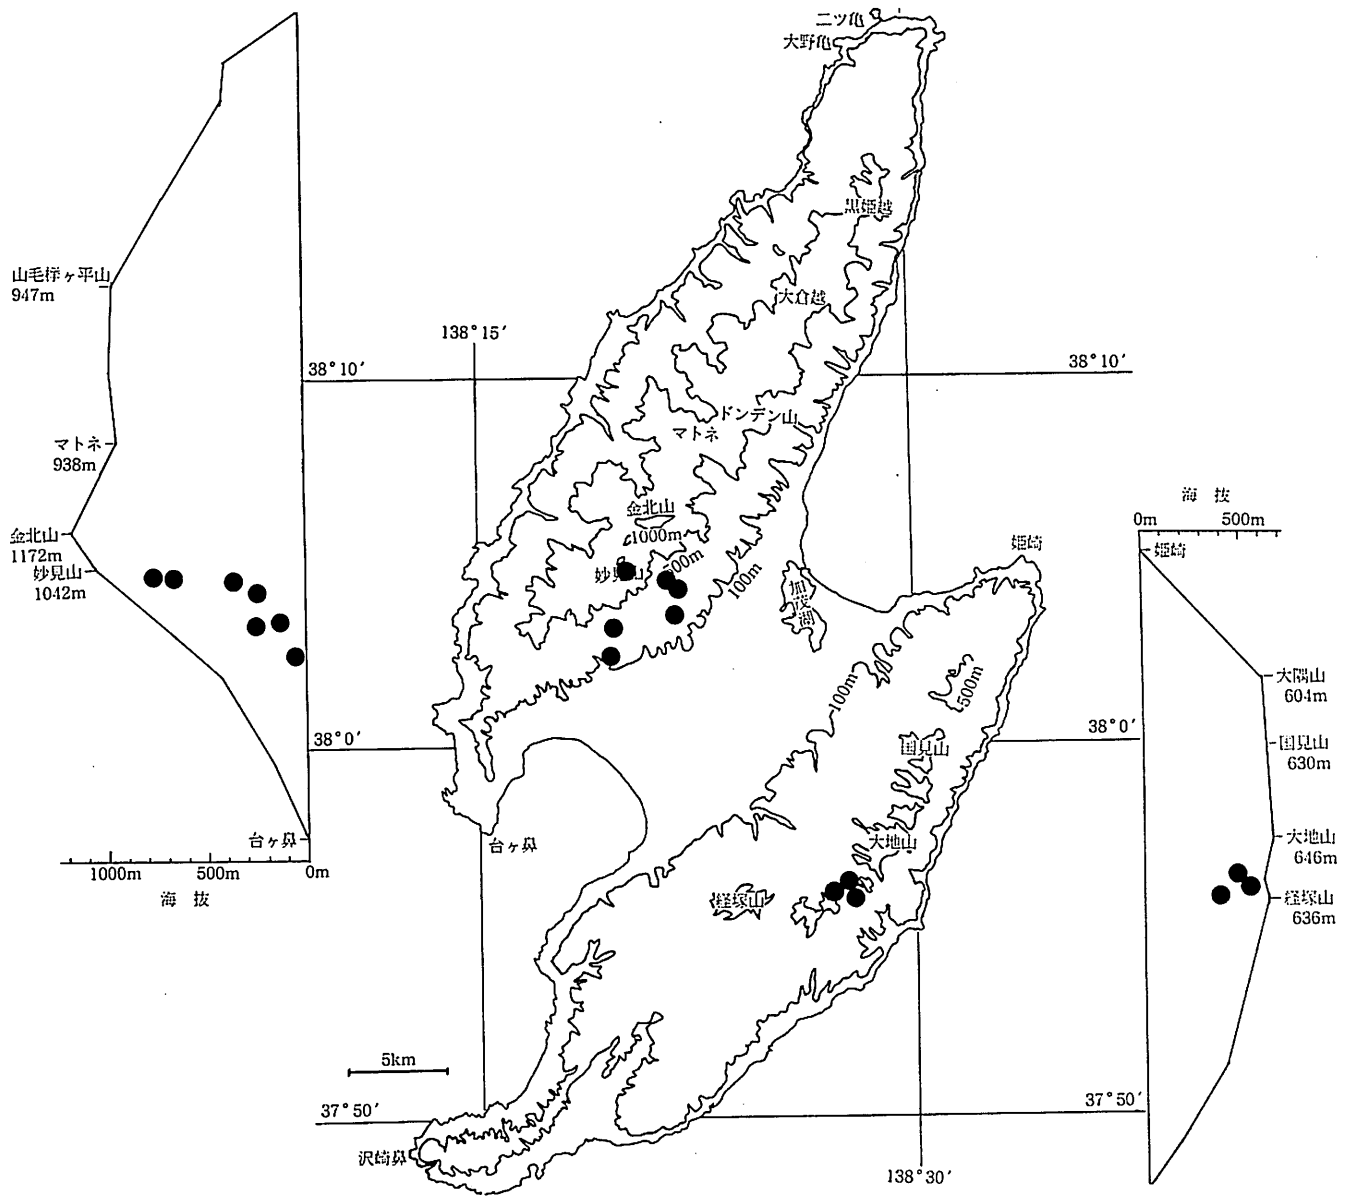 二ツ亀
大野亀
黒姫越
大倉越
ドンデン山
マトネ
金北山
1000m
妙見山
500m
100m
加茂湖
姫崎
100m
500m
国見山
大地山
経塚山
台ヶ鼻
沢崎鼻
5km
138°15′
138°30′
38°10′
38°10′
38°0′
38°0′
37°50′
37°50′
山毛欅ヶ平山
947m
マトネ
938m
金北山
1172m
妙見山
1042m
台ヶ鼻
1000m
500m
0m
海 抜
海 抜
0m
500m
姫崎
大隅山
604m
国見山
630m
大地山
646m
経塚山
636m